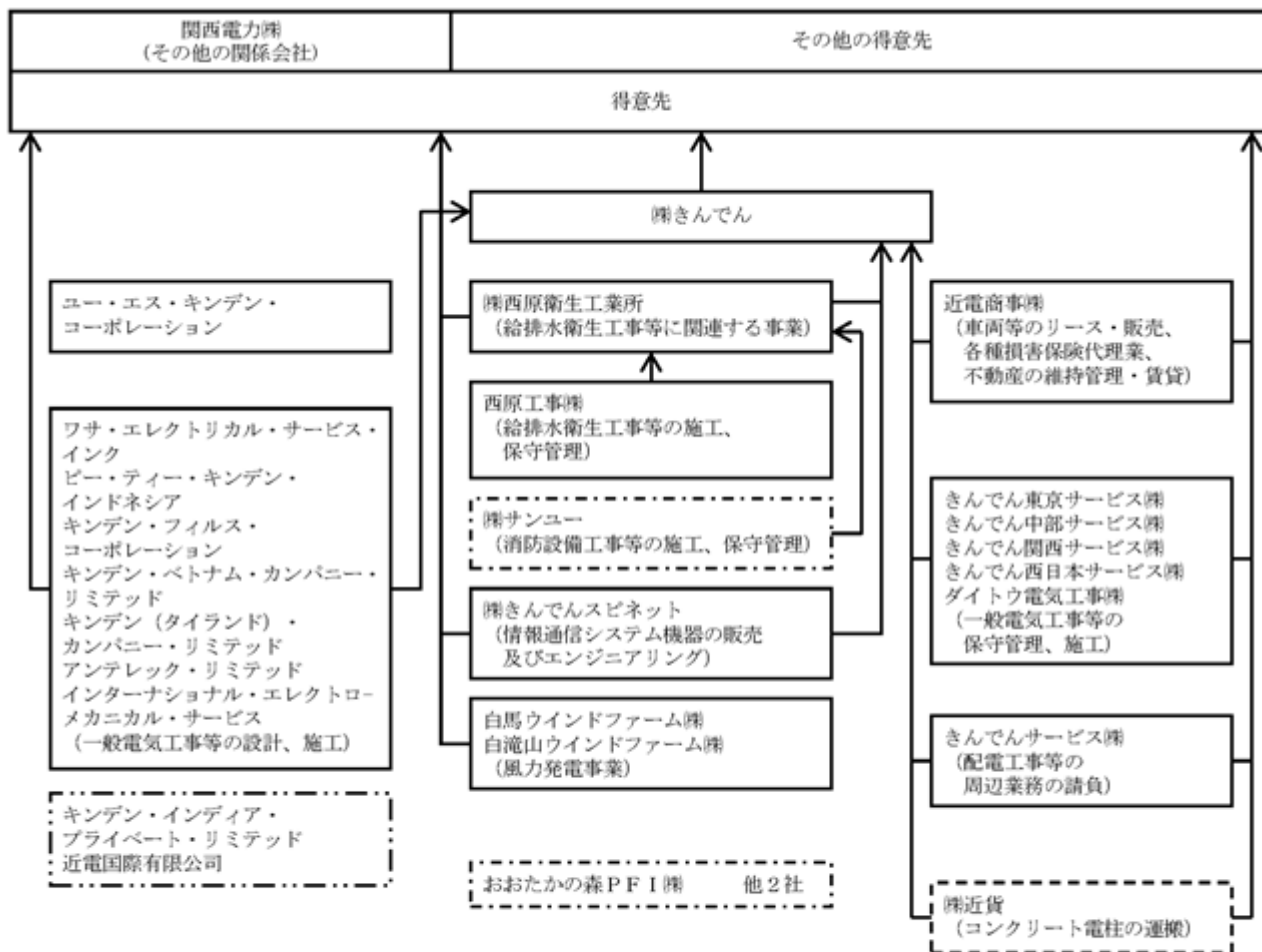 関西電力㈱
(その他の関係会社)
その他の得意先
得意先
㈱きんでん
ユー・エス・キンデン・
コーポレーション
ワサ・エレクトリカル・サービス・
インク
ピー・ティー・キンデン・
インドネシア
キンデン・フィルス・
コーポレーション
キンデン・ベトナム・カンパニー・
リミテッド
キンデン（タイランド）・
カンパニー・リミテッド
アンテレック・リミテッド
インターナショナル・エレクトロ-
メカニカル・サービス
（一般電気工事等の設計、施工）
キンデン・インディア・
プライベート・リミテッド
近電国際有限公司
㈱西原衛生工業所
（給排水衛生工事等に関連する事業）
西原工事㈱
（給排水衛生工事等の施工、
保守管理）
㈱サンユー
（消防設備工事等の施工、保守管理）
㈱きんでんスピネット
（情報通信システム機器の販売
及びエンジニアリング）
白馬ウインドファーム㈱
白滝山ウインドファーム㈱
（風力発電事業）
おおたかの森ＰＦＩ㈱　　他２社
近電商事㈱
（車両等のリース・販売、
各種損害保険代理業、
不動産の維持管理・賃貸）
きんでん東京サービス㈱
きんでん中部サービス㈱
きんでん関西サービス㈱
きんでん西日本サービス㈱
ダイトウ電気工事㈱
（一般電気工事等の
保守管理、施工）
きんでんサービス㈱
（配電工事等の
周辺業務の請負）
㈱近貨
（コンクリート電柱の運搬）